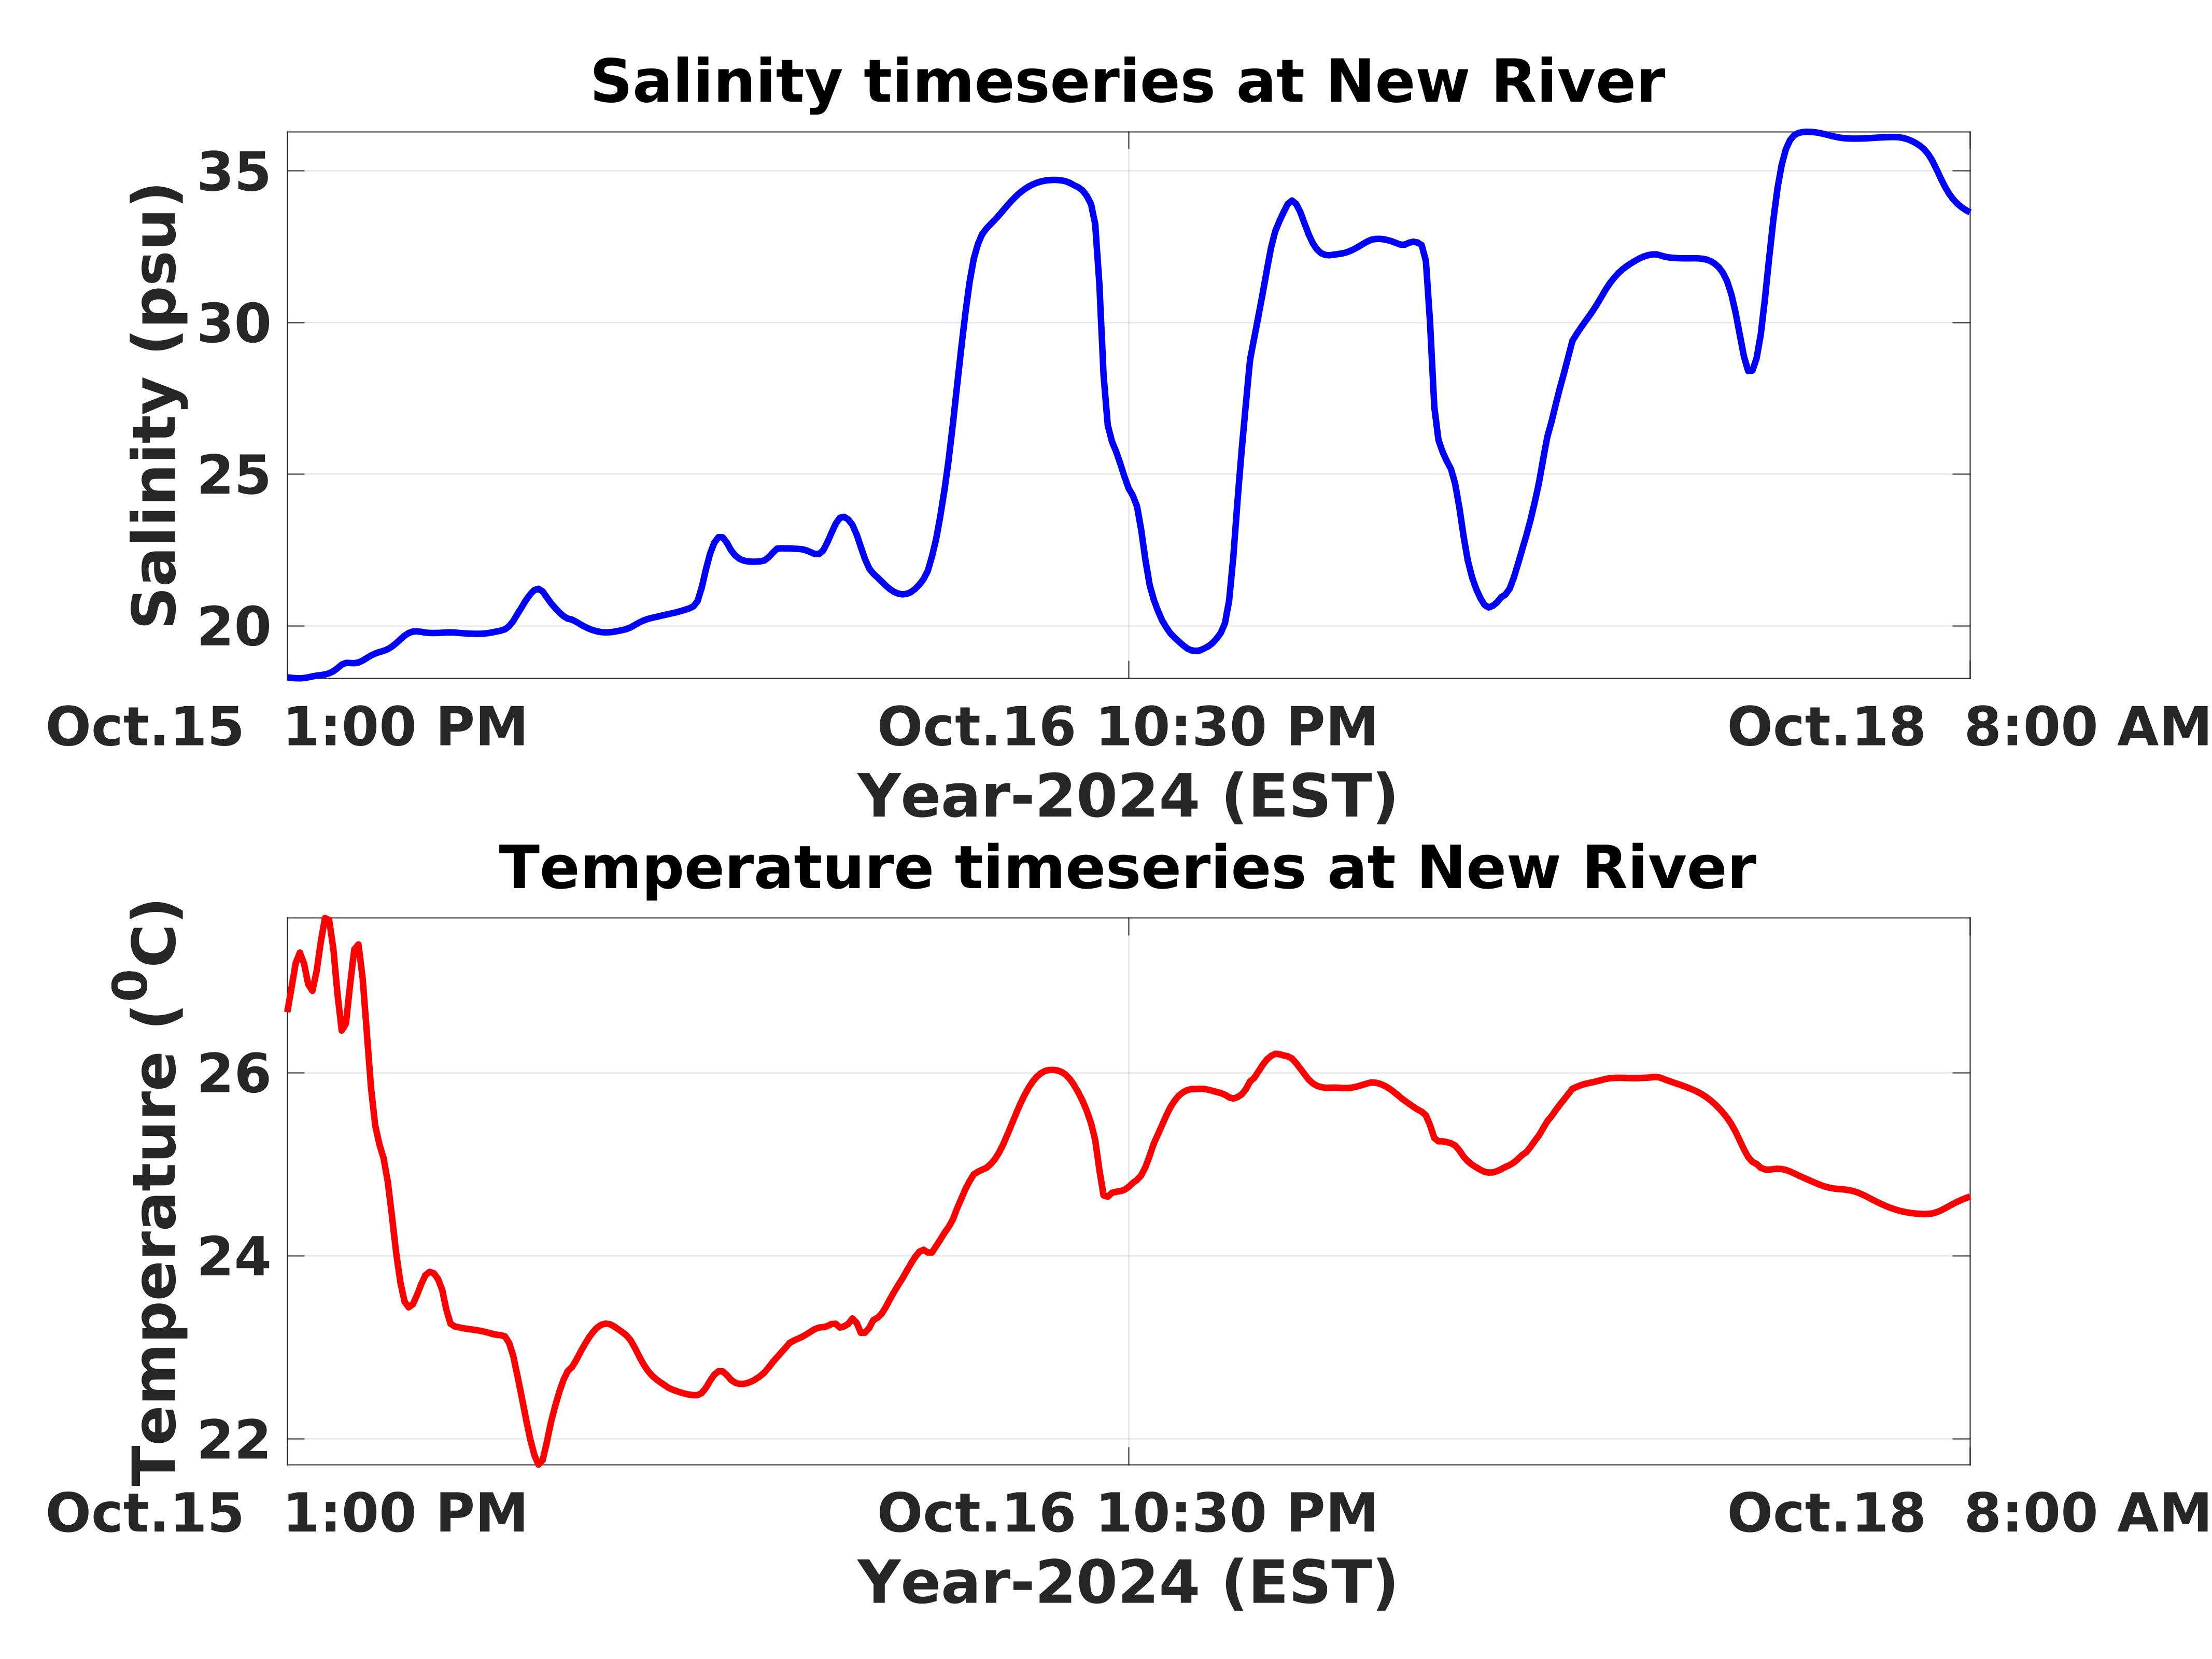 Salinity timeseries at New River
Salinity (psu)
35
30
25
20
Oct.15 1:00 PM Oct.16 10:30 PM Oct.18 8:00 AM
Year-2024 (EST)
Temperature timeseries at New River
Temperature (⁰C)
26
24
22
Oct.15 1:00 PM Oct.16 10:30 PM Oct.18 8:00 AM
Year-2024 (EST)